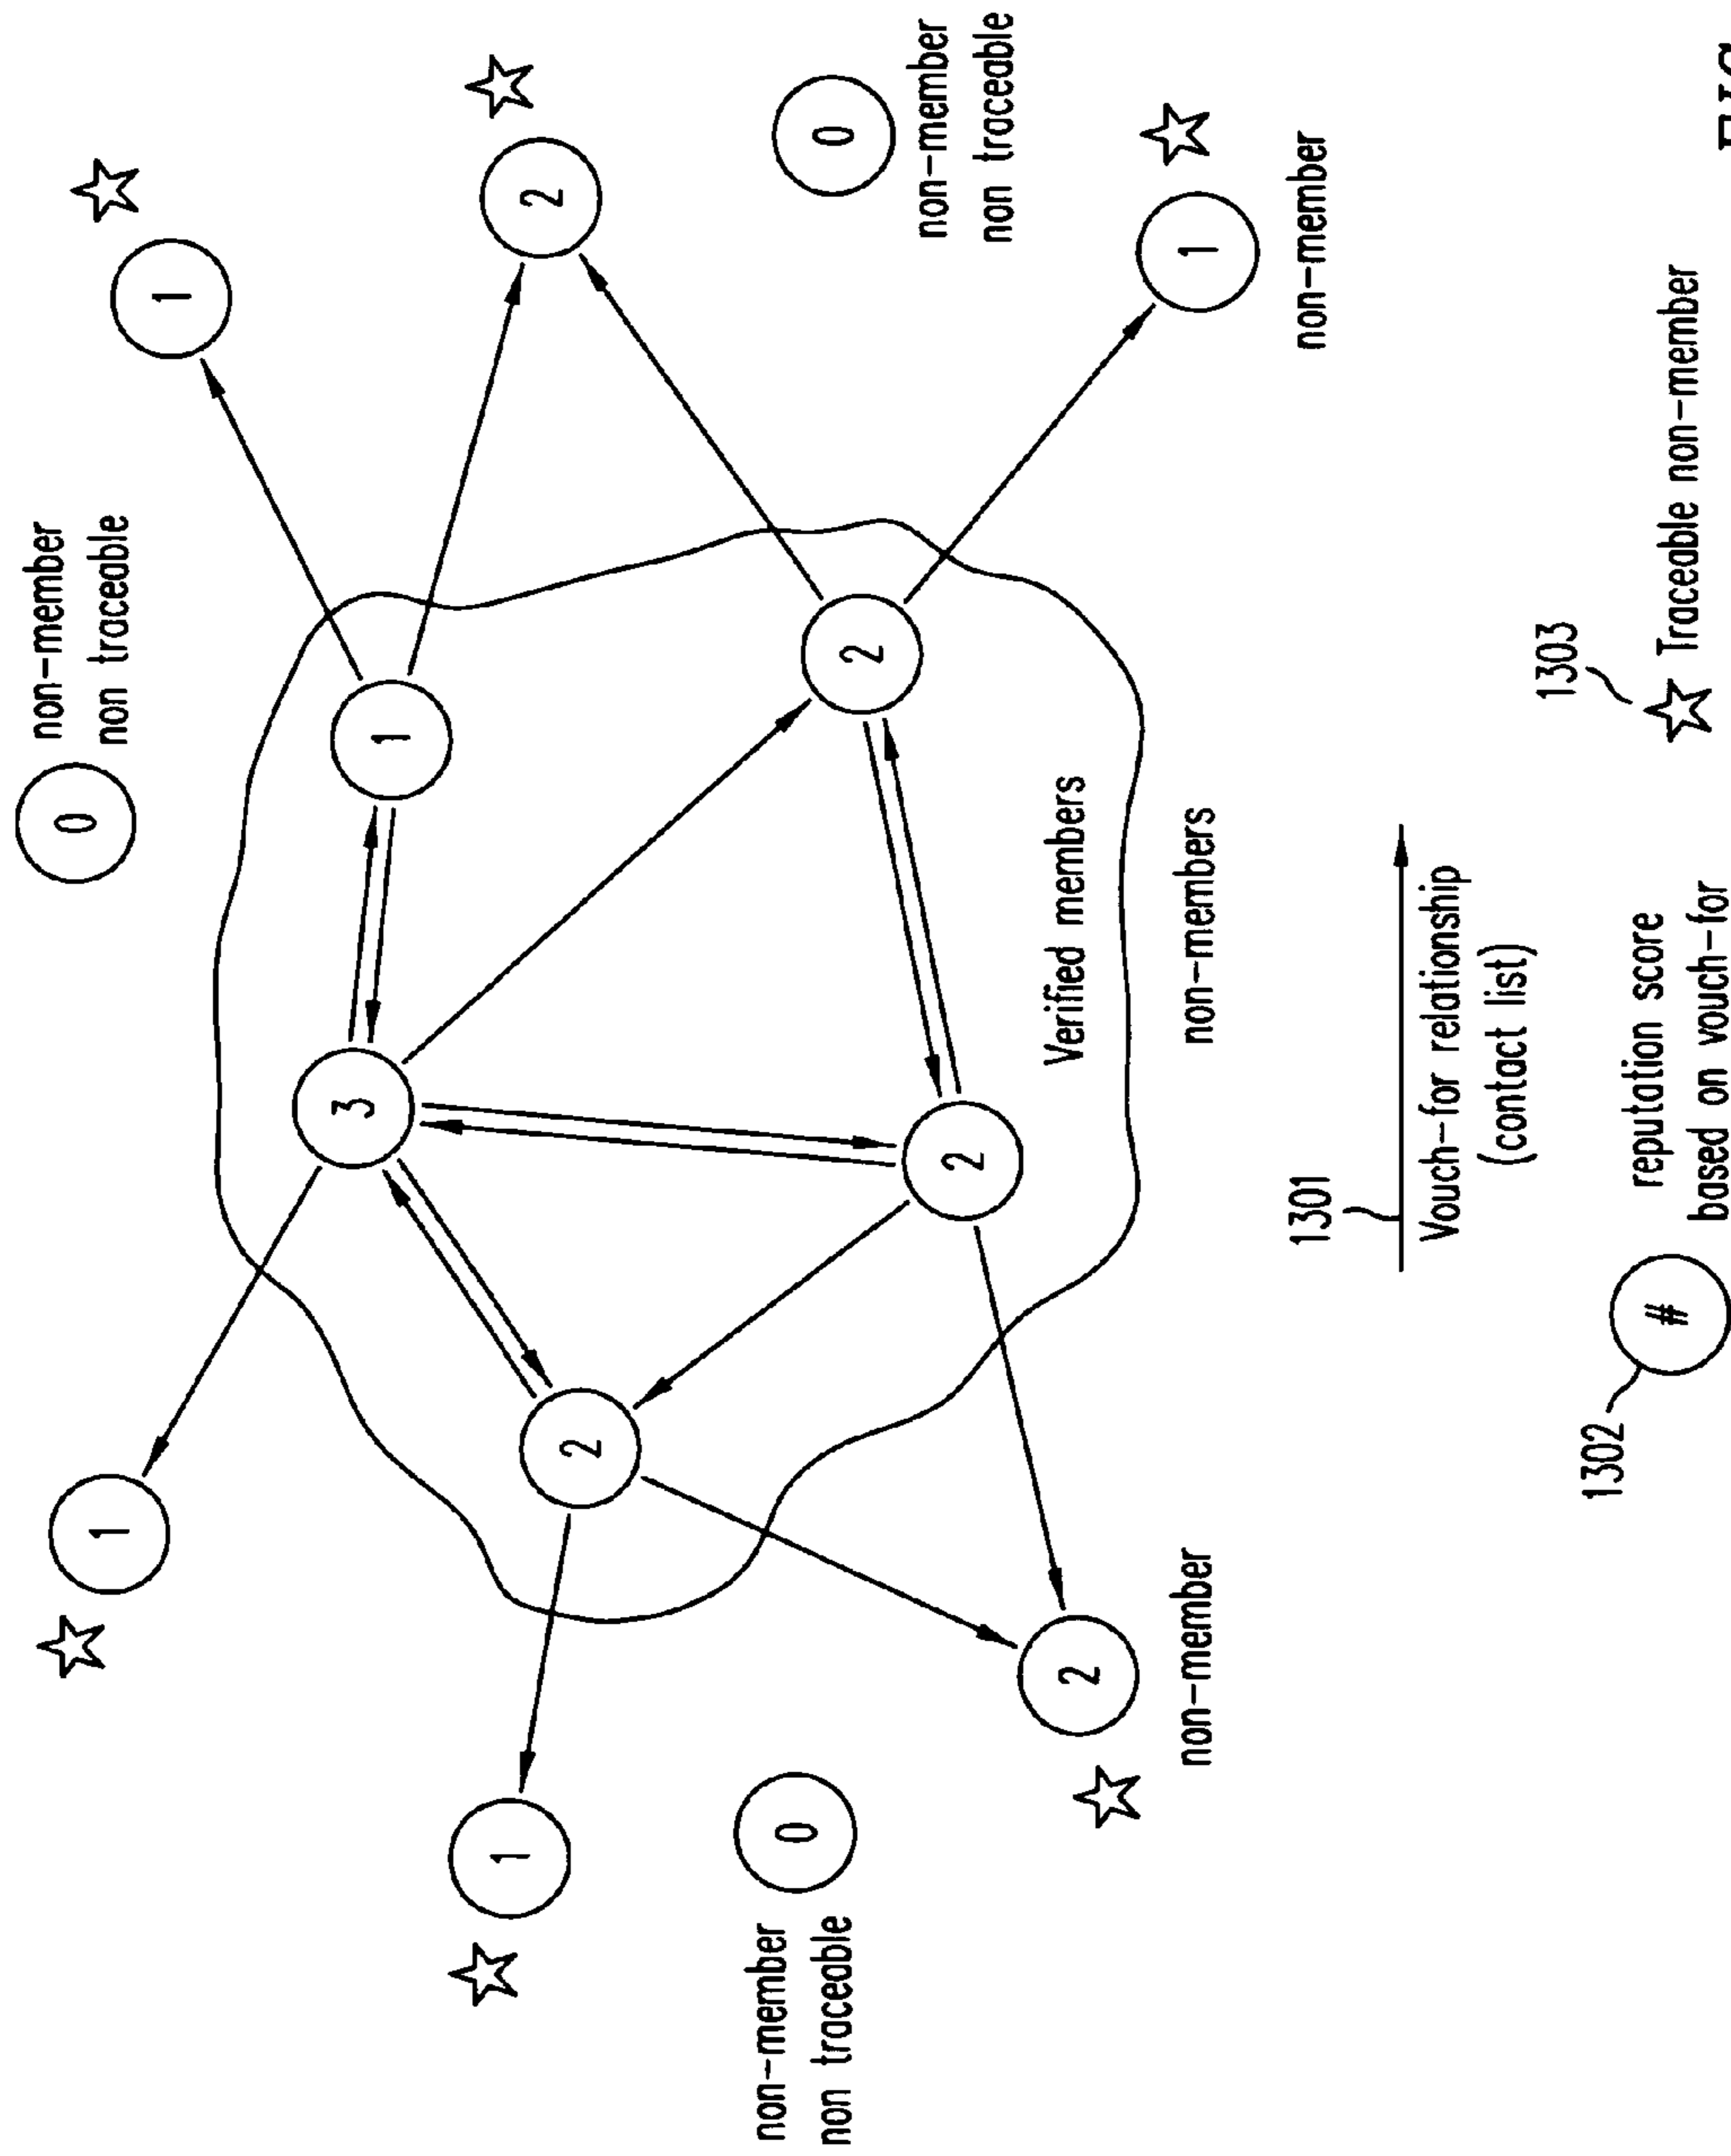 non-member
0
non traceable
1
1
3
1
1
2
2
non-member
non traceable
0
0
non-member
non traceable
2
2
Verified members
2
non-member
non-members
1
non-member
1301
Vouch-for relationship
(contact list)
1302
#
reputation score
based on vouch-for
1303
Traceable non-member